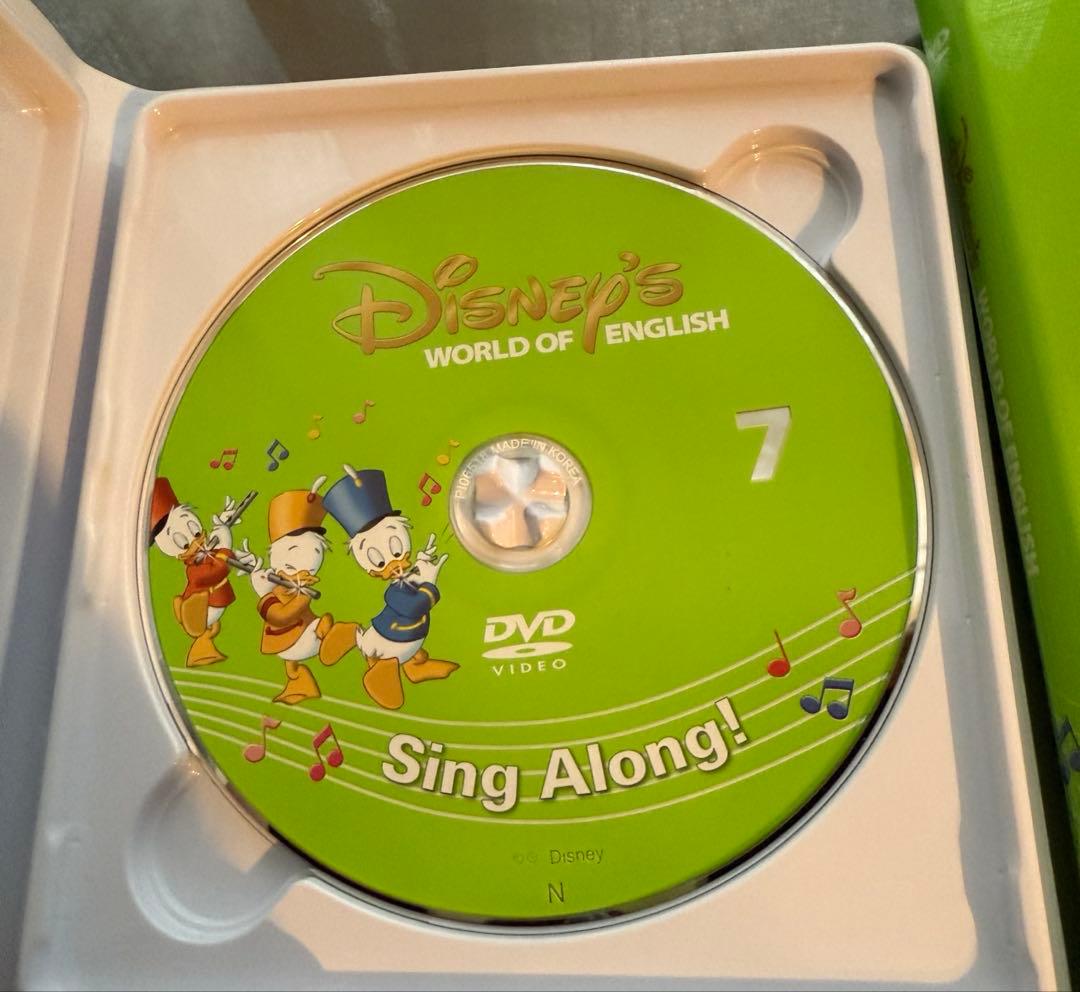 Disney's
WORLD OF ENGLISH
7
MADE IN KOREA
DVD
VIDEO
Sing Along!
© Disney
N
WORLD OF ENGLISH